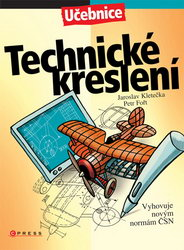 Učebnice
Technické
kreslení
Jaroslav Kletečka
Petr Fořt
Vyhovuje
novým
normám ČSN
CPRESS